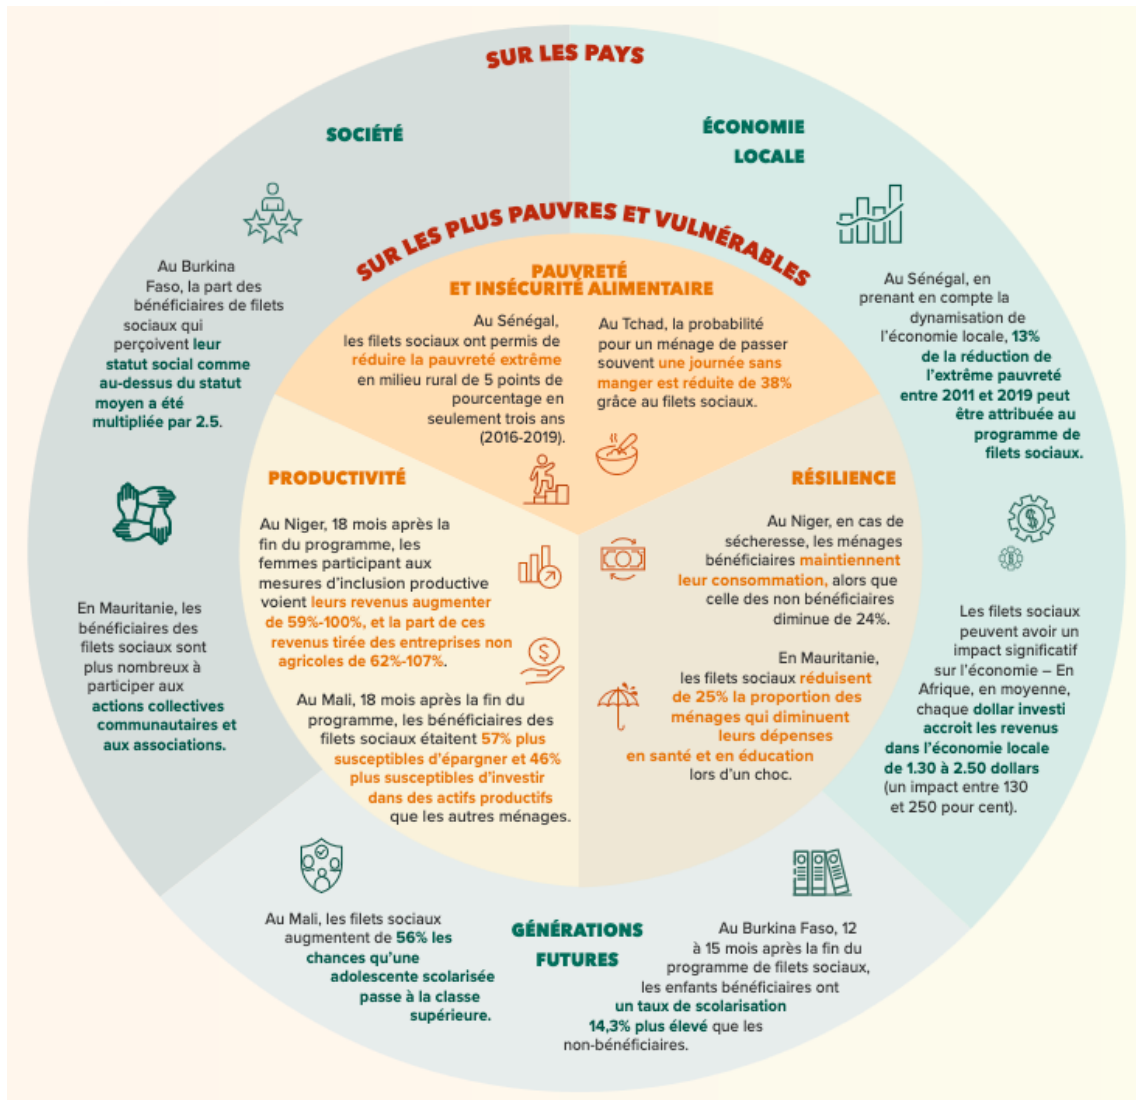 SUR LES PAYS
SOCIÉTÉ
Au Burkina
Faso, la part des
bénéficiaires de filets
sociaux qui
perçoivent leur
statut social comme
au-dessus du statut
moyen a été
multipliée par 2.5.
En Mauritanie, les
bénéficiaires des
filets sociaux sont
plus nombreux à
participer aux
actions collectives
communautaires et
aux associations.
ÉCONOMIE
LOCALE
Au Sénégal, en
prenant en compte la
dynamisation de
l'économie locale, 13%
de la réduction de
l'extrême pauvreté
entre 2011 et 2019 peut
être attribuée au
programme de
filets sociaux.
Les filets sociaux
peuvent avoir un
impact significatif
sur l'économie – En
Afrique, en moyenne,
chaque dollar investi
accroit les revenus
dans l'économie locale
de 1.30 à 2.50 dollars
(un impact entre 130
et 250 pour cent).
SUR LES PLUS PAUVRES ET VULNÉRABLES
PAUVRETÉ
ET INSÉCURITÉ ALIMENTAIRE
Au Sénégal,
les filets sociaux ont permis de
réduire la pauvreté extrême
en milieu rural de 5 points de
pourcentage en
seulement trois ans
(2016-2019).
Au Tchad, la probabilité
pour un ménage de passer
souvent une journée sans
manger est réduite de 38%
grâce au filets sociaux.
PRODUCTIVITÉ
Au Niger, 18 mois après la
fin du programme, les
femmes participant aux
mesures d'inclusion productive
voient leurs revenus augmenter
de 59%-100%, et la part de ces
revenus tirée des entreprises non
agricoles de 62%-107%.
Au Mali, 18 mois après la fin du
programme, les bénéficiaires des
filets sociaux étaitent 57% plus
susceptibles d'épargner et 46%
plus susceptibles d'investir
dans des actifs productifs
que les autres ménages.
RÉSILIENCE
Au Niger, en cas de
sécheresse, les ménages
bénéficiaires maintiennent
leur consommation, alors que
celle des non bénéficiaires
diminue de 24%.
En Mauritanie,
les filets sociaux réduisent
de 25% la proportion des
ménages qui diminuent
leurs dépenses
en santé et en éducation
lors d'un choc.
GÉNÉRATIONS
FUTURES
Au Mali, les filets sociaux
augmentent de 56% les
chances qu'une
adolescente scolarisée
passe à la classe
supérieure.
Au Burkina Faso, 12
à 15 mois après la fin du
programme de filets sociaux,
les enfants bénéficiaires ont
un taux de scolarisation
14,3% plus élevé que les
non-bénéficiaires.